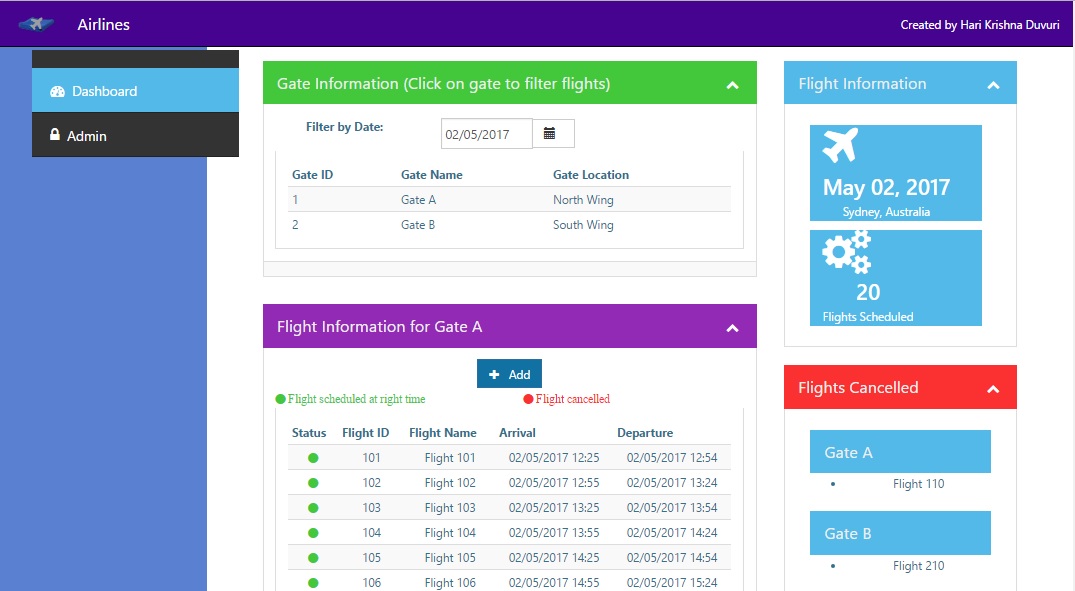 Airlines
Created by Hari Krishna Duvuri
Dashboard
Admin
Gate Information (Click on gate to filter flights)
Filter by Date:
02/05/2017
Gate ID Gate Name Gate Location
1 Gate A North Wing
2 Gate B South Wing
Flight Information for Gate A
Add
Flight scheduled at right time Flight cancelled
Status Flight ID Flight Name Arrival Departure
101 Flight 101 02/05/2017 12:25 02/05/2017 12:54
102 Flight 102 02/05/2017 12:55 02/05/2017 13:24
103 Flight 103 02/05/2017 13:25 02/05/2017 13:54
104 Flight 104 02/05/2017 13:55 02/05/2017 14:24
105 Flight 105 02/05/2017 14:25 02/05/2017 14:54
106 Flight 106 02/05/2017 14:55 02/05/2017 15:24
Flight Information
May 02, 2017
Sydney, Australia
20
Flights Scheduled
Flights Cancelled
Gate A
• Flight 110
Gate B
• Flight 210